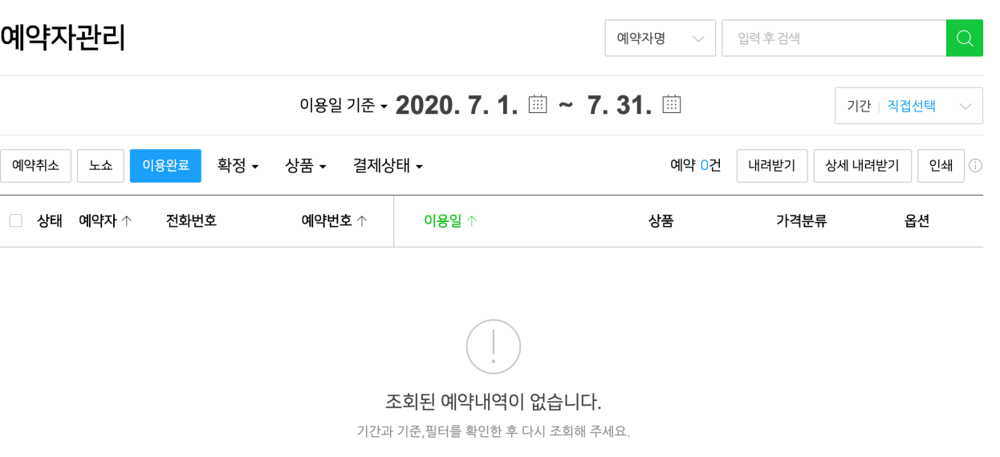 예약자관리
예약자명 입력 후 검색
이용일 기준 2020. 7. 1. ~ 7. 31. 기간 직접선택
예약취소 노쇼 이용완료 확정 상품 결제상태 예약 0건 내려받기 상세 내려받기 인쇄
상태 예약자 ↑ 전화번호 예약번호 ↑ 이용일 ↑ 상품 가격분류 옵션
조회된 예약내역이 없습니다.
기간과 기준,필터를 확인한 후 다시 조회해 주세요.